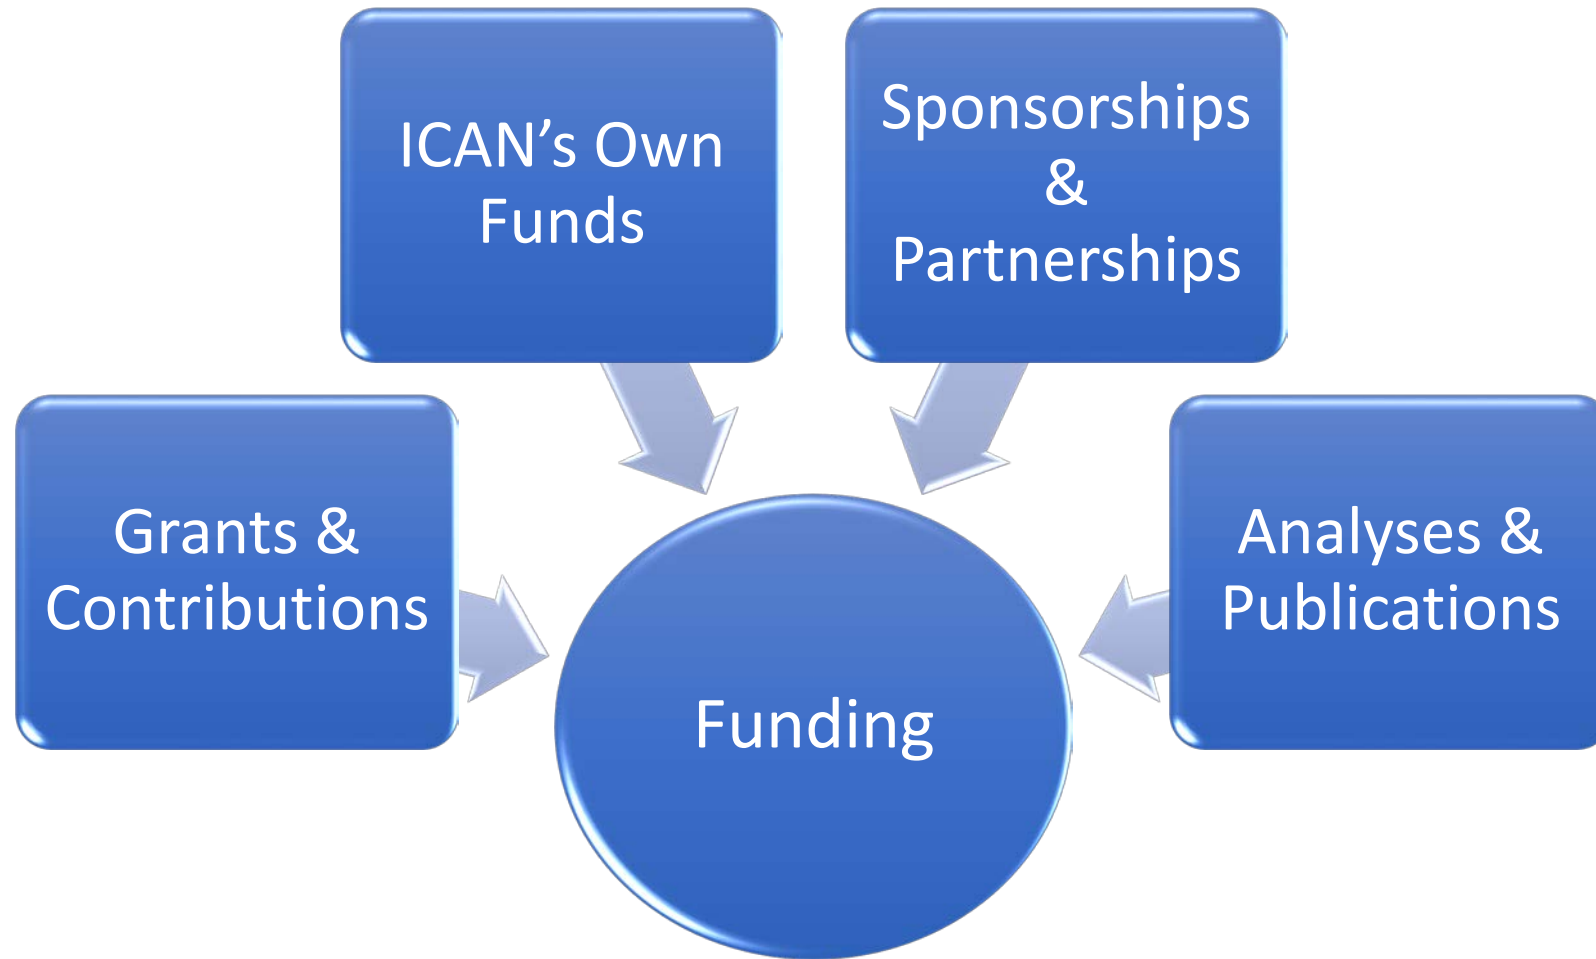 ICAN’s Own
Funds
Sponsorships
&
Partnerships
Grants &
Contributions
Analyses &
Publications
Funding